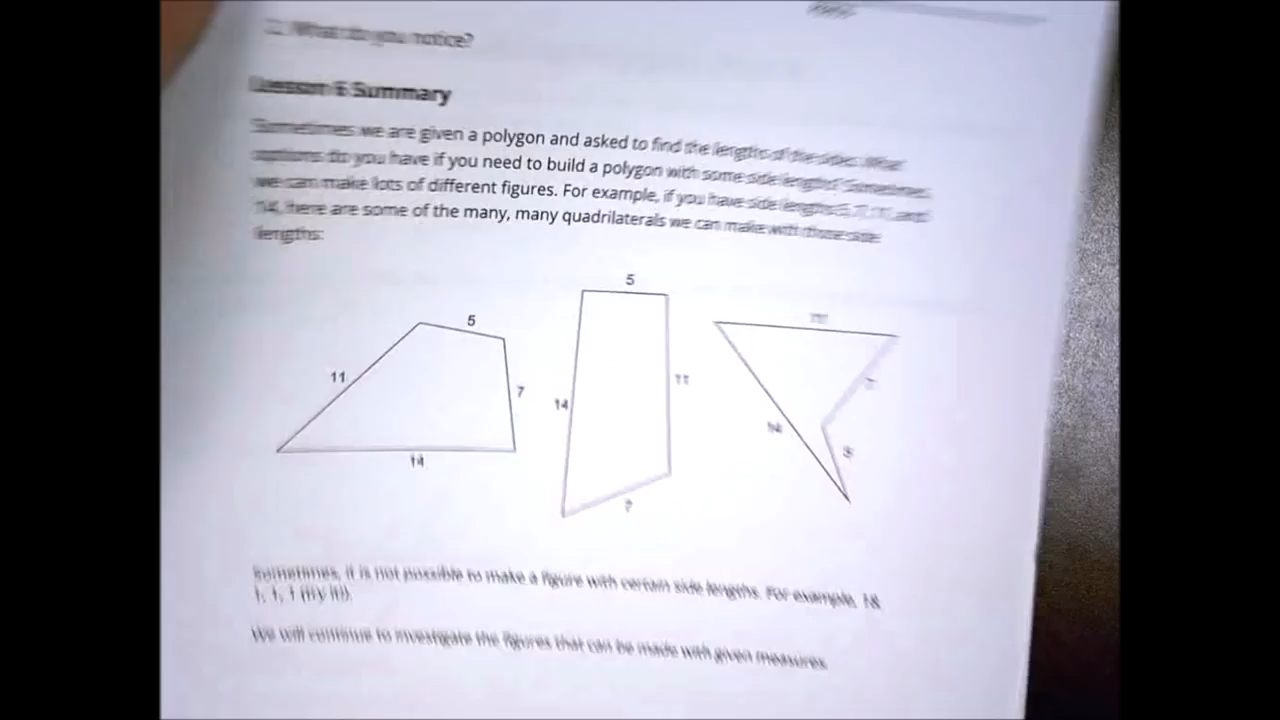 2. What do you notice?
Lesson 6 Summary
Sometimes we are given a polygon and asked to find the lengths of the sides. What
options do you have if you need to build a polygon with some side lengths? Sometimes,
we can make lots of different figures. For example, if you have side lengths 5, 7, 11, and
14, here are some of the many, many quadrilaterals we can make with those side
lengths:
5
11
7
14
5
14
11
7
11
7
14
5
Sometimes, it is not possible to make a figure with certain side lengths. For example, 18,
1, 1, 1 (try it!).
We will continue to investigate the figures that can be made with given measures.